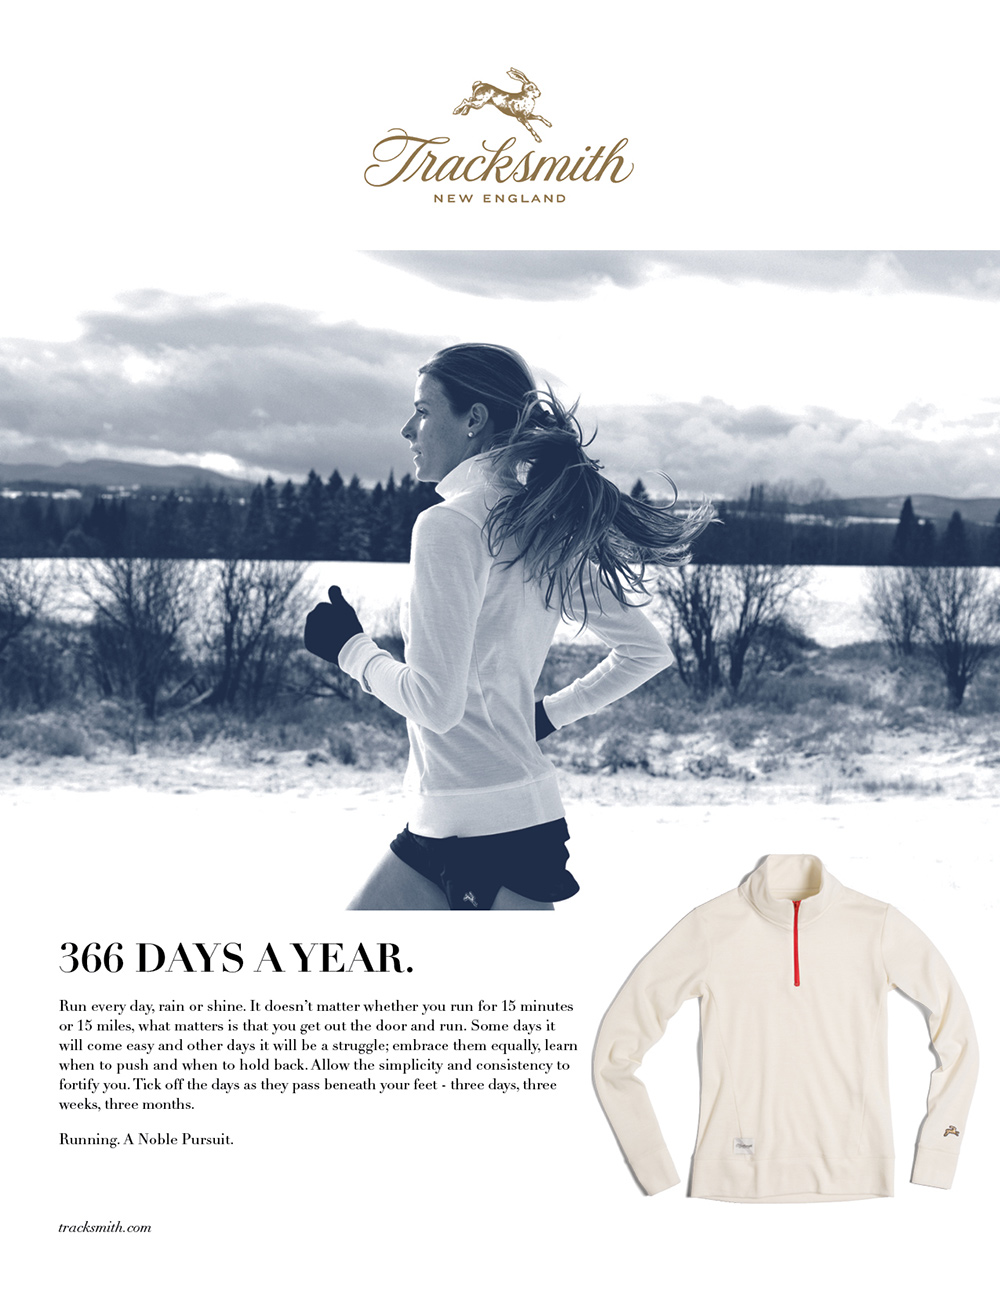 Tracksmith
NEW ENGLAND
366 DAYS A YEAR.
Run every day, rain or shine. It doesn't matter whether you run for 15 minutes
or 15 miles, what matters is that you get out the door and run. Some days it
will come easy and other days it will be a struggle; embrace them equally, learn
when to push and when to hold back. Allow the simplicity and consistency to
fortify you. Tick off the days as they pass beneath your feet - three days, three
weeks, three months.
Running. A Noble Pursuit.
tracksmith.com